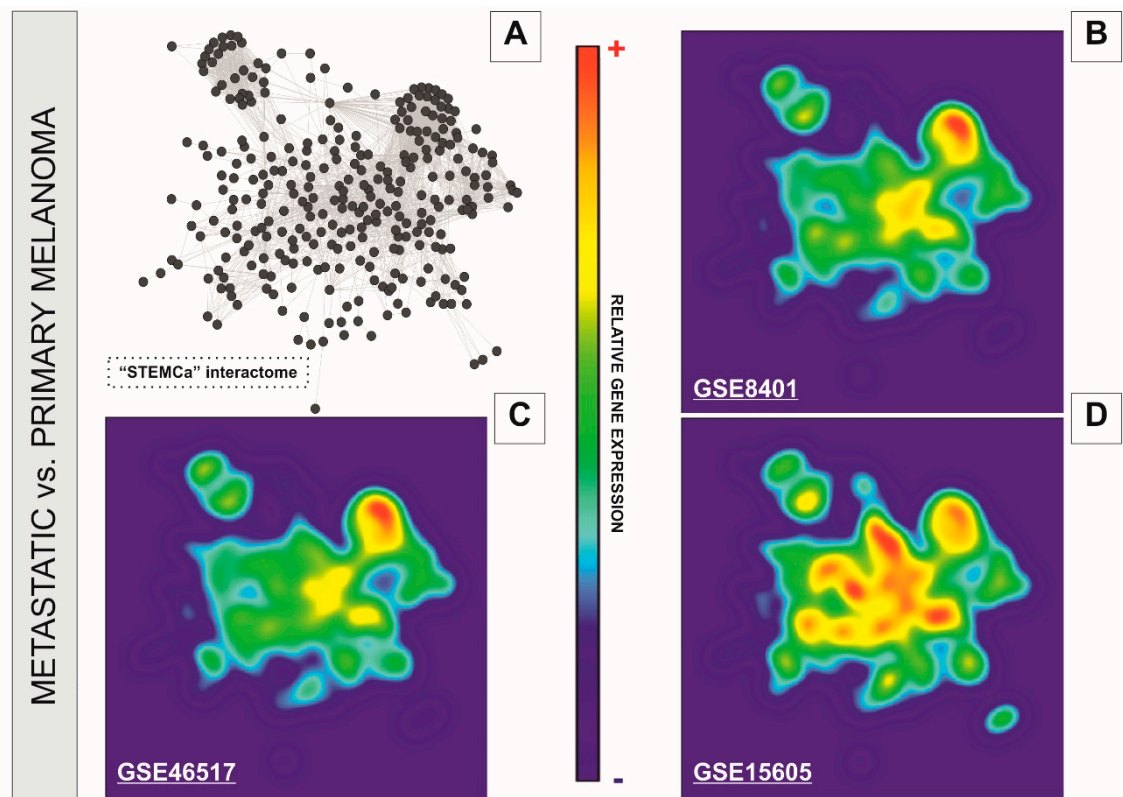 METASTATIC vs. PRIMARY MELANOMA
A
"STEMCa" interactome
+
RELATIVE GENE EXPRESSION
-
B
GSE8401
C
GSE46517
D
GSE15605